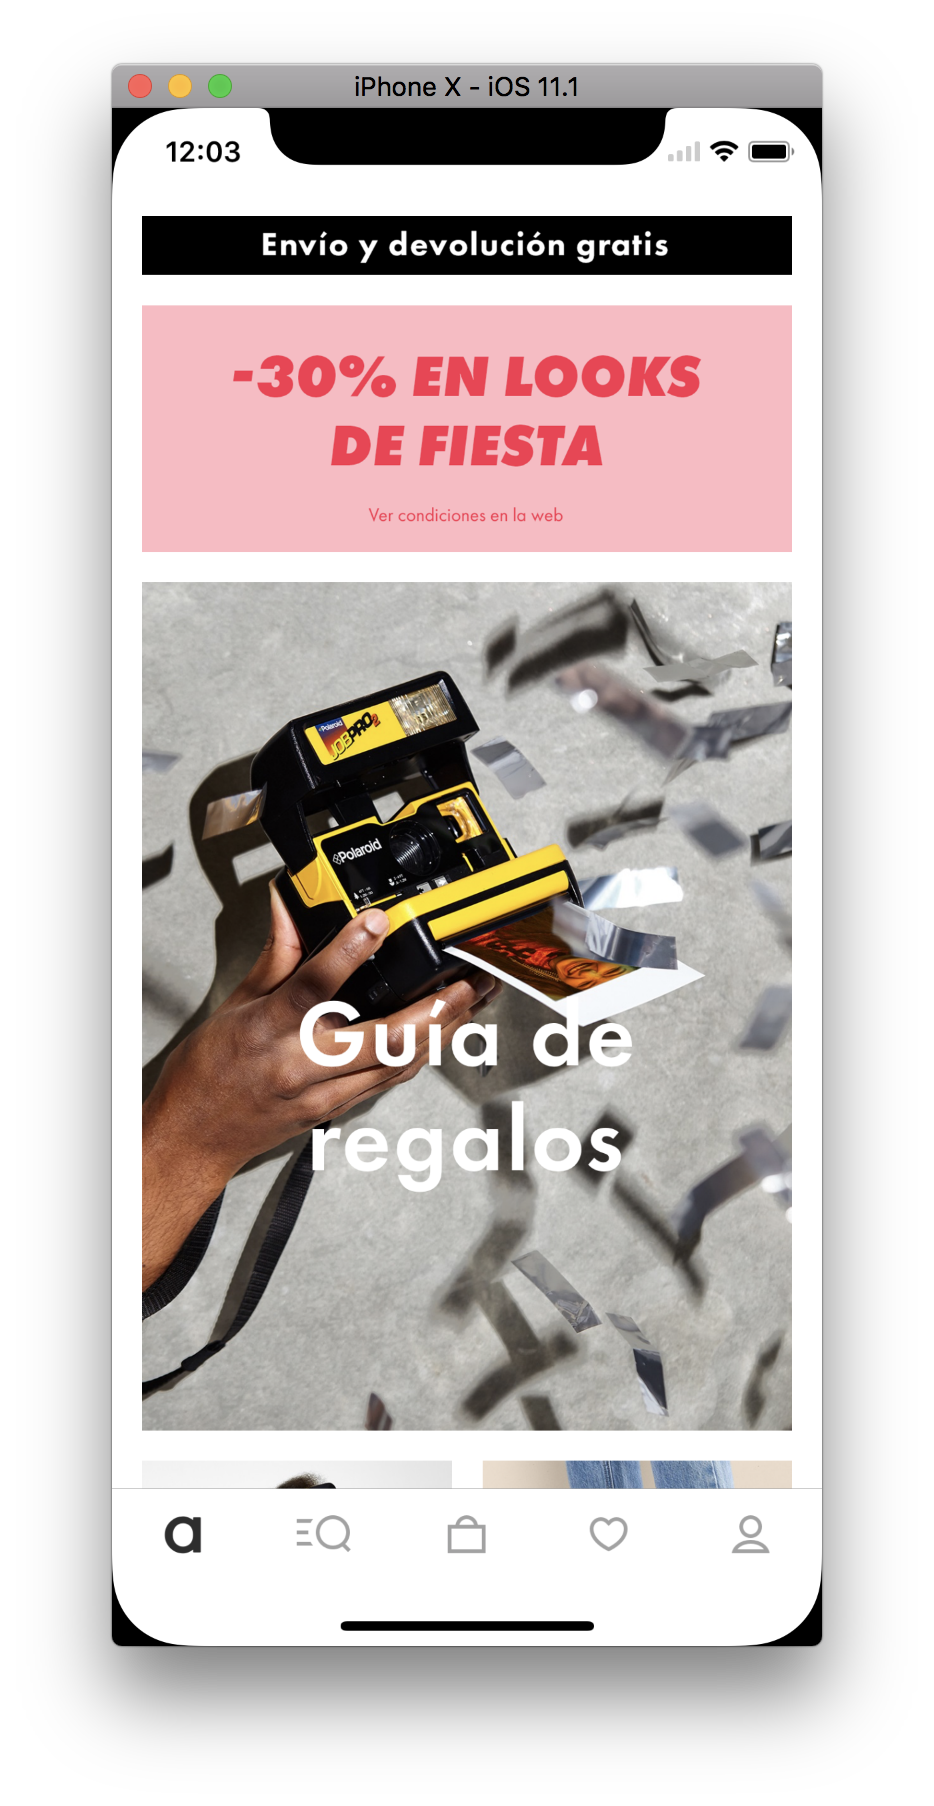 iPhone X - iOS 11.1
12:03
Envío y devolución gratis
-30% EN LOOKS
DE FIESTA
Ver condiciones en la web
Polaroid
JOBPRO2
Polaroid
Guía de
regalos
a